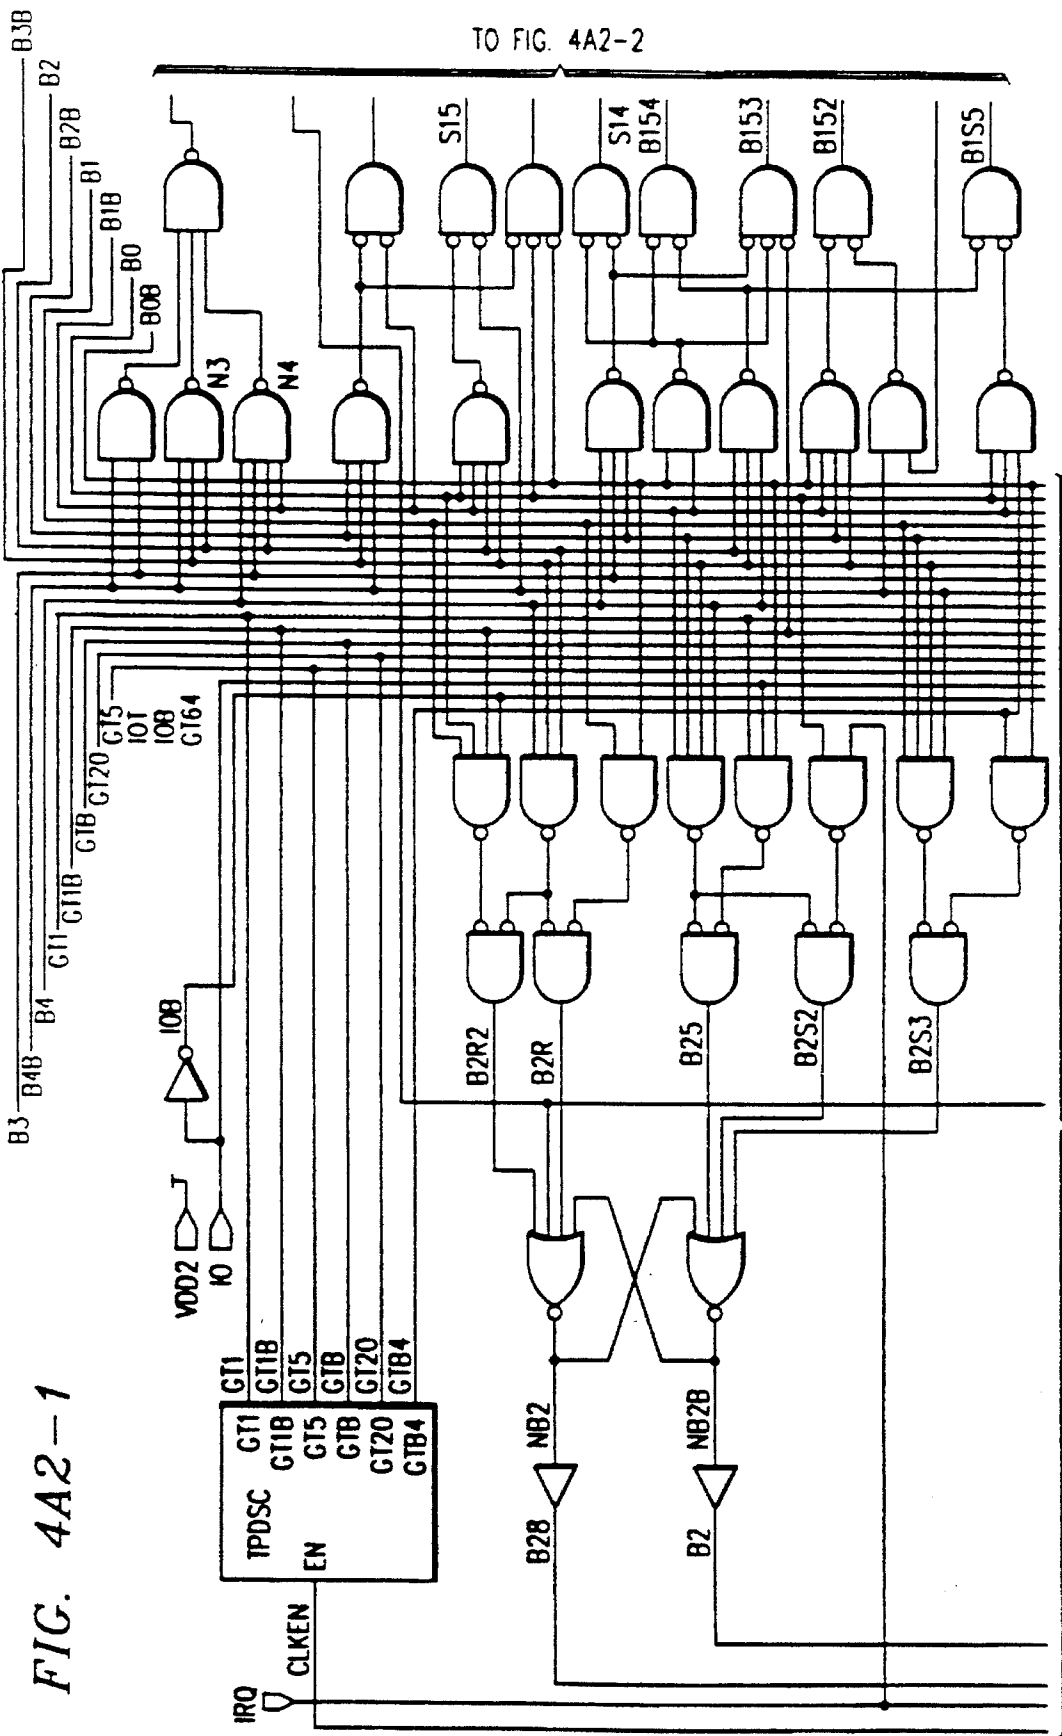 FIG. 4A2-1
TO FIG. 4A2-2
B3B
B2
B2B
B1
B1B
B0
B0B
B3
B4B
B4
GT1
GT1B
GTB
GT20
GT5
IOT
IOB
GT64
N3
N4
S15
S14
B154
B153
B152
B1S5
VDD2
IO
IOB
TPDSC
EN
GT1
GT1B
GT5
GTB
GT20
GTB4
GT1
GT1B
GT5
GTB
GT20
GTB4
CLKEN
IRQ
B2R2
B2R
B25
B2S2
B2S3
NB2
NB2B
B2B
B2